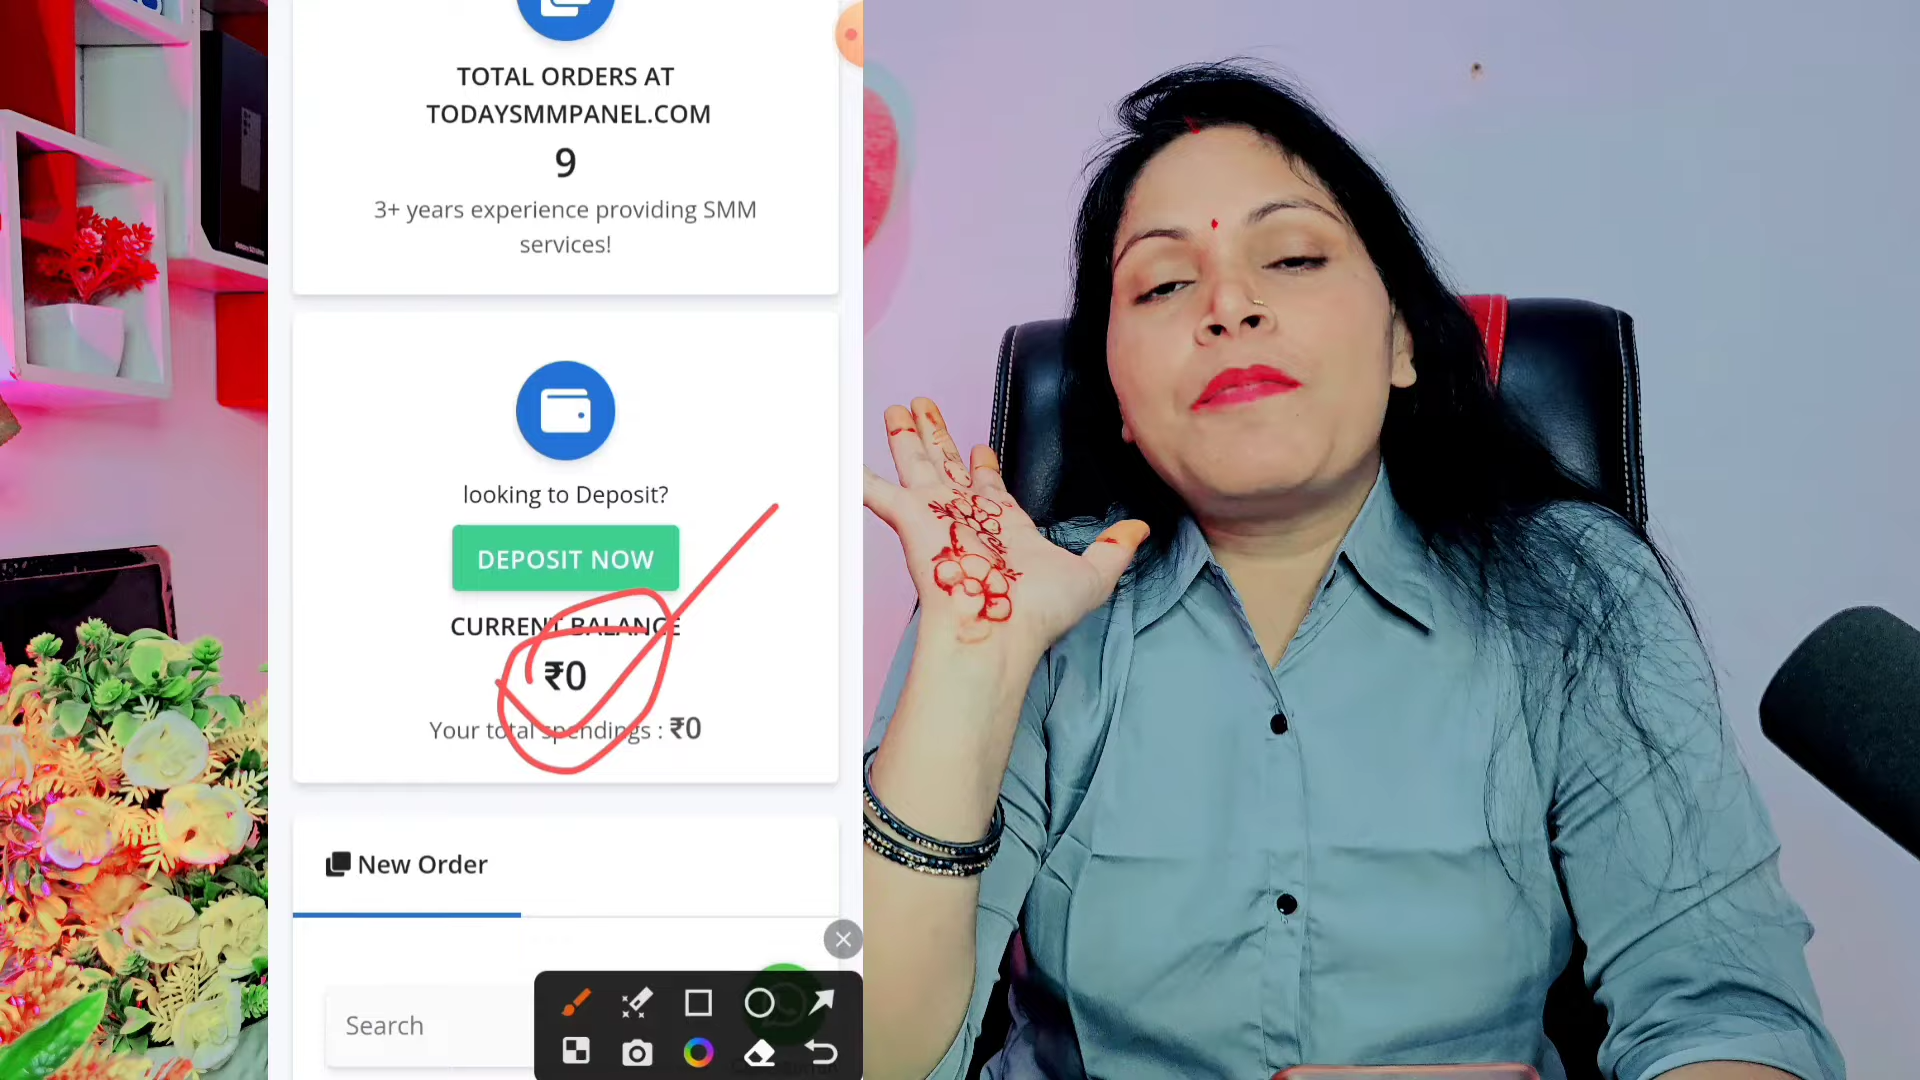 TOTAL ORDERS AT
TODAYSMMPANEL.COM
9
3+ years experience providing SMM
services!
looking to Deposit?
DEPOSIT NOW
CURRENT BALANCE
₹0
Your total spendings : ₹0
New Order
Search